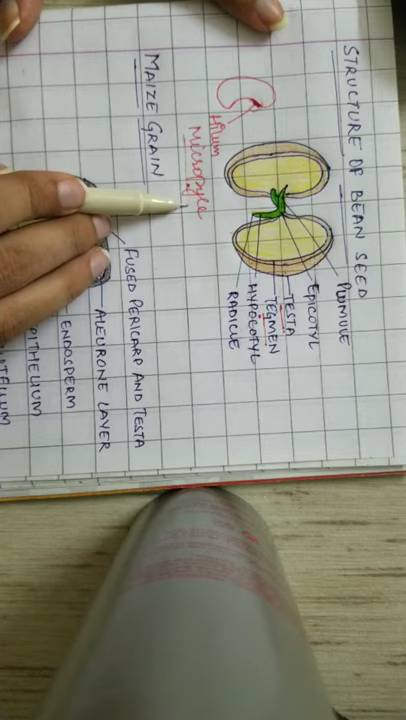 STRUCTURE OF BEAN SEED
PLUMULE
EPICOTYL
TESTA
TEGMEN
HYPOCOTYL
RADICLE
Hilum
Micropyle
MAIZE GRAIN
FUSED PERICARP AND TESTA
ALEURONE LAYER
ENDOSPERM